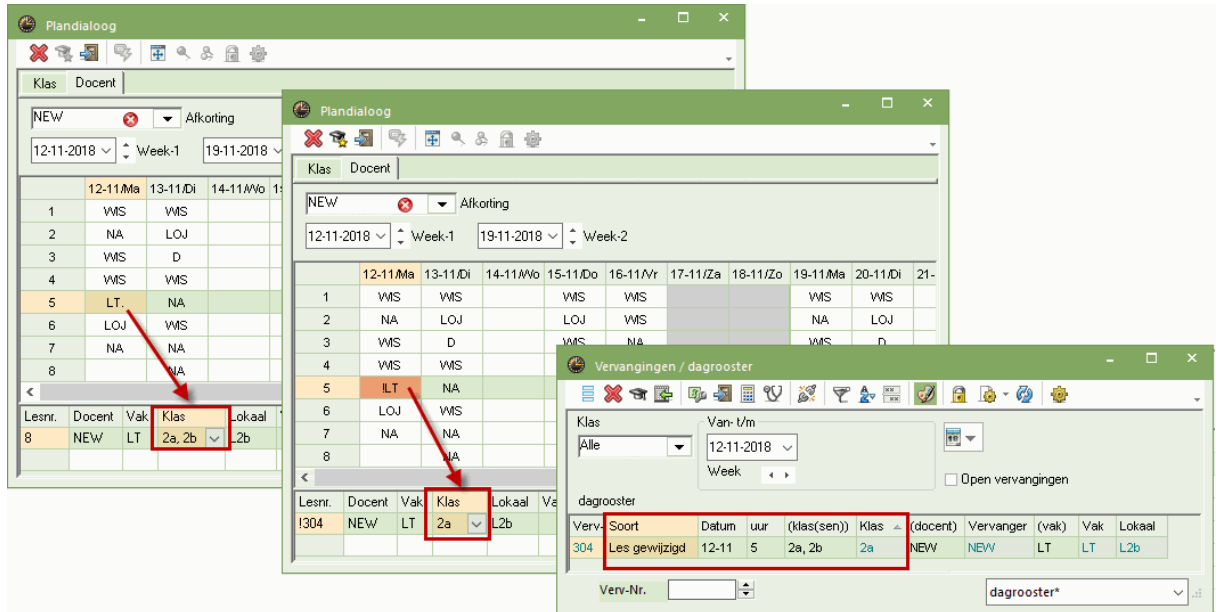 Plandialoog
Klas Docent
NEW Afkorting
12-11-2018 Week-1 19-11-2018
12-11/Ma 13-11/Di 14-11/Wo
1 WIS WIS
2 NA LOJ
3 WIS D
4 WIS WIS
5 LT. NA
6 LOJ WIS
7 NA NA
8 NA
Lesnr. Docent Vak Klas Lokaal
8 NEW LT 2a, 2b L2b
Plandialoog
Klas Docent
NEW Afkorting
12-11-2018 Week-1 19-11-2018 Week-2
12-11/Ma 13-11/Di 14-11/Wo 15-11/Do 16-11/Vr 17-11/Za 18-11/Zo 19-11/Ma 20-11/Di 21-
1 WIS WIS WIS WIS WIS WIS
2 NA LOJ LOJ WIS NA LOJ
3 WIS D WIS NA WIS D
4 WIS WIS
5 !LT NA
6 LOJ WIS
7 NA NA
8 NA
Lesnr. Docent Vak Klas Lokaal Va
!304 NEW LT 2a L2b
Vervangingen / dagrooster
Klas Van- t/m
Alle 12-11-2018
Week
Open vervangingen
dagrooster
Verv- Soort Datum uur (klas(sen)) Klas (docent) Vervanger (vak) Vak Lokaal
304 Les gewijzigd 12-11 5 2a, 2b 2a NEW NEW LT LT L2b
Verv-Nr. dagrooster*